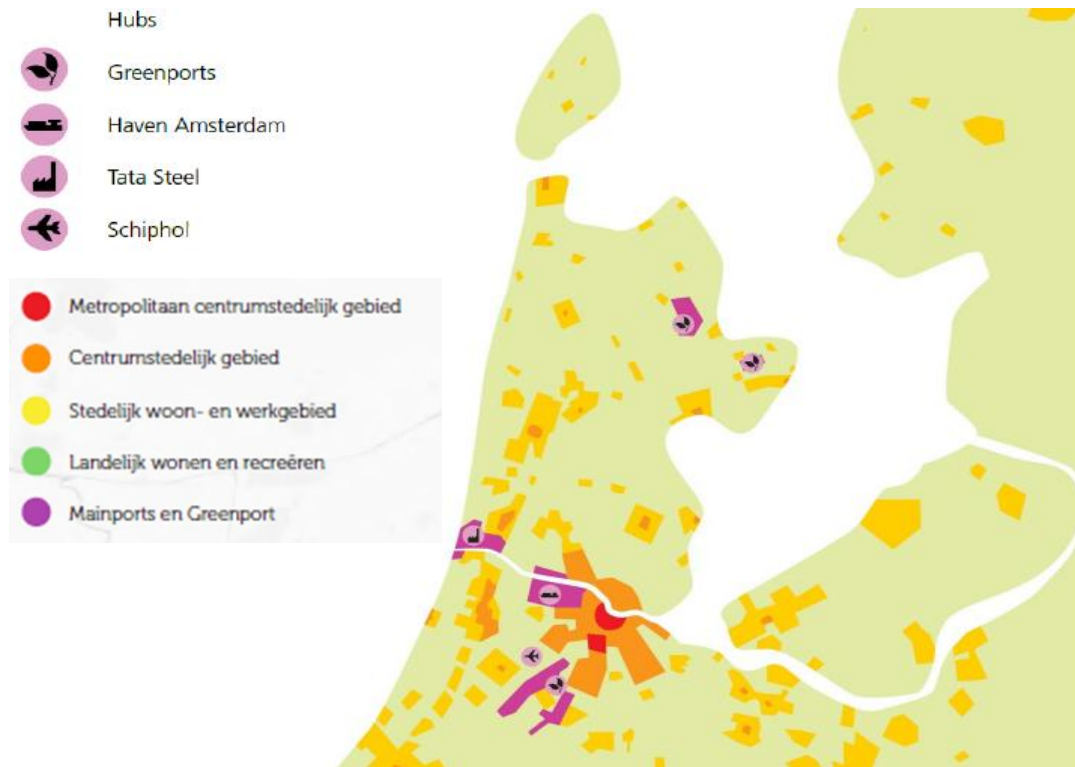 Hubs
Greenports
Haven Amsterdam
Tata Steel
Schiphol
Metropolitaan centrumstedelijk gebied
Centrumstedelijk gebied
Stedelijk woon- en werkgebied
Landelijk wonen en recreëren
Mainports en Greenport